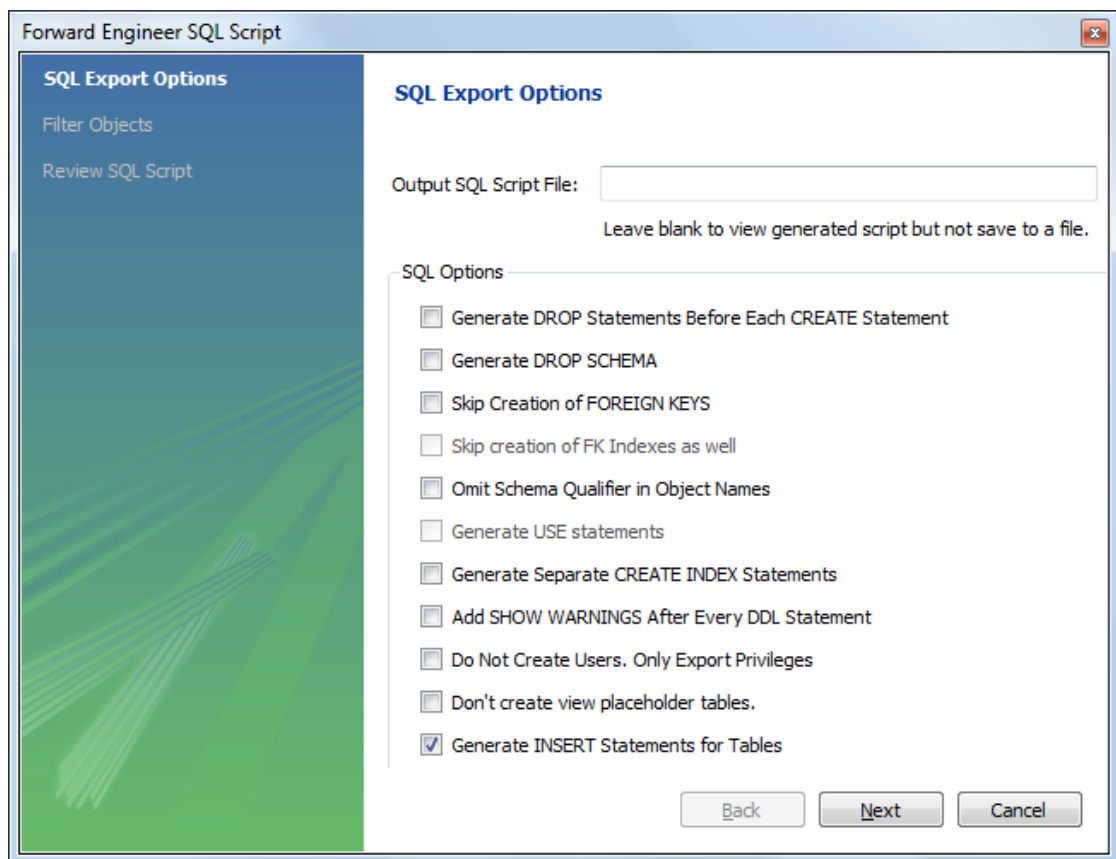 Forward Engineer SQL Script
SQL Export Options
Filter Objects
Review SQL Script
SQL Export Options
Output SQL Script File:
Leave blank to view generated script but not save to a file.
SQL Options
Generate DROP Statements Before Each CREATE Statement
Generate DROP SCHEMA
Skip Creation of FOREIGN KEYS
Skip creation of FK Indexes as well
Omit Schema Qualifier in Object Names
Generate USE statements
Generate Separate CREATE INDEX Statements
Add SHOW WARNINGS After Every DDL Statement
Do Not Create Users. Only Export Privileges
Don't create view placeholder tables.
Generate INSERT Statements for Tables
Back Next Cancel